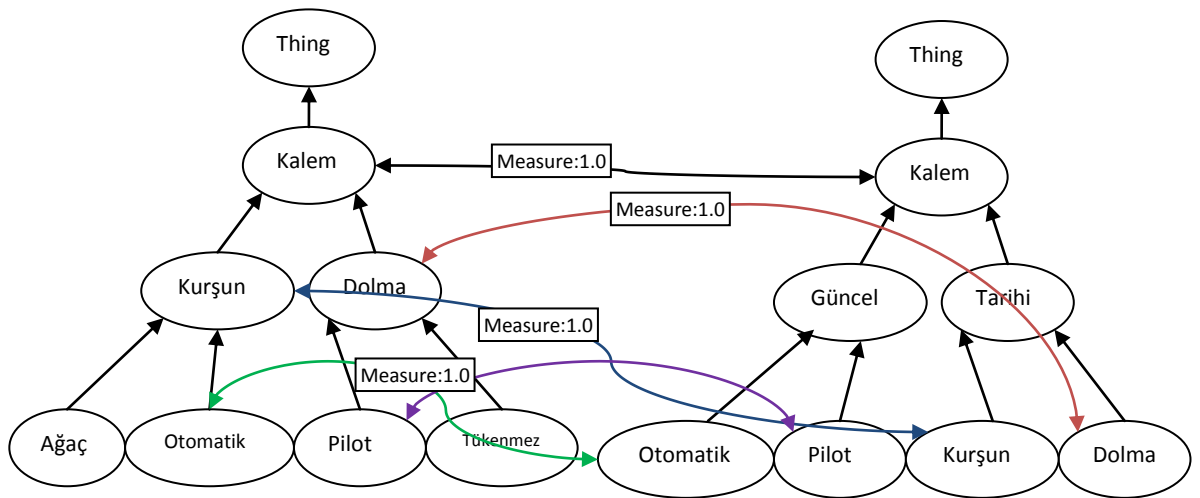 Thing
Thing
Kalem
Measure:1.0
Kalem
Measure:1.0
Kurşun
Dolma
Güncel
Tarihi
Measure:1.0
Measure:1.0
Ağaç
Otomatik
Pilot
Tükenmez
Otomatik
Pilot
Kurşun
Dolma